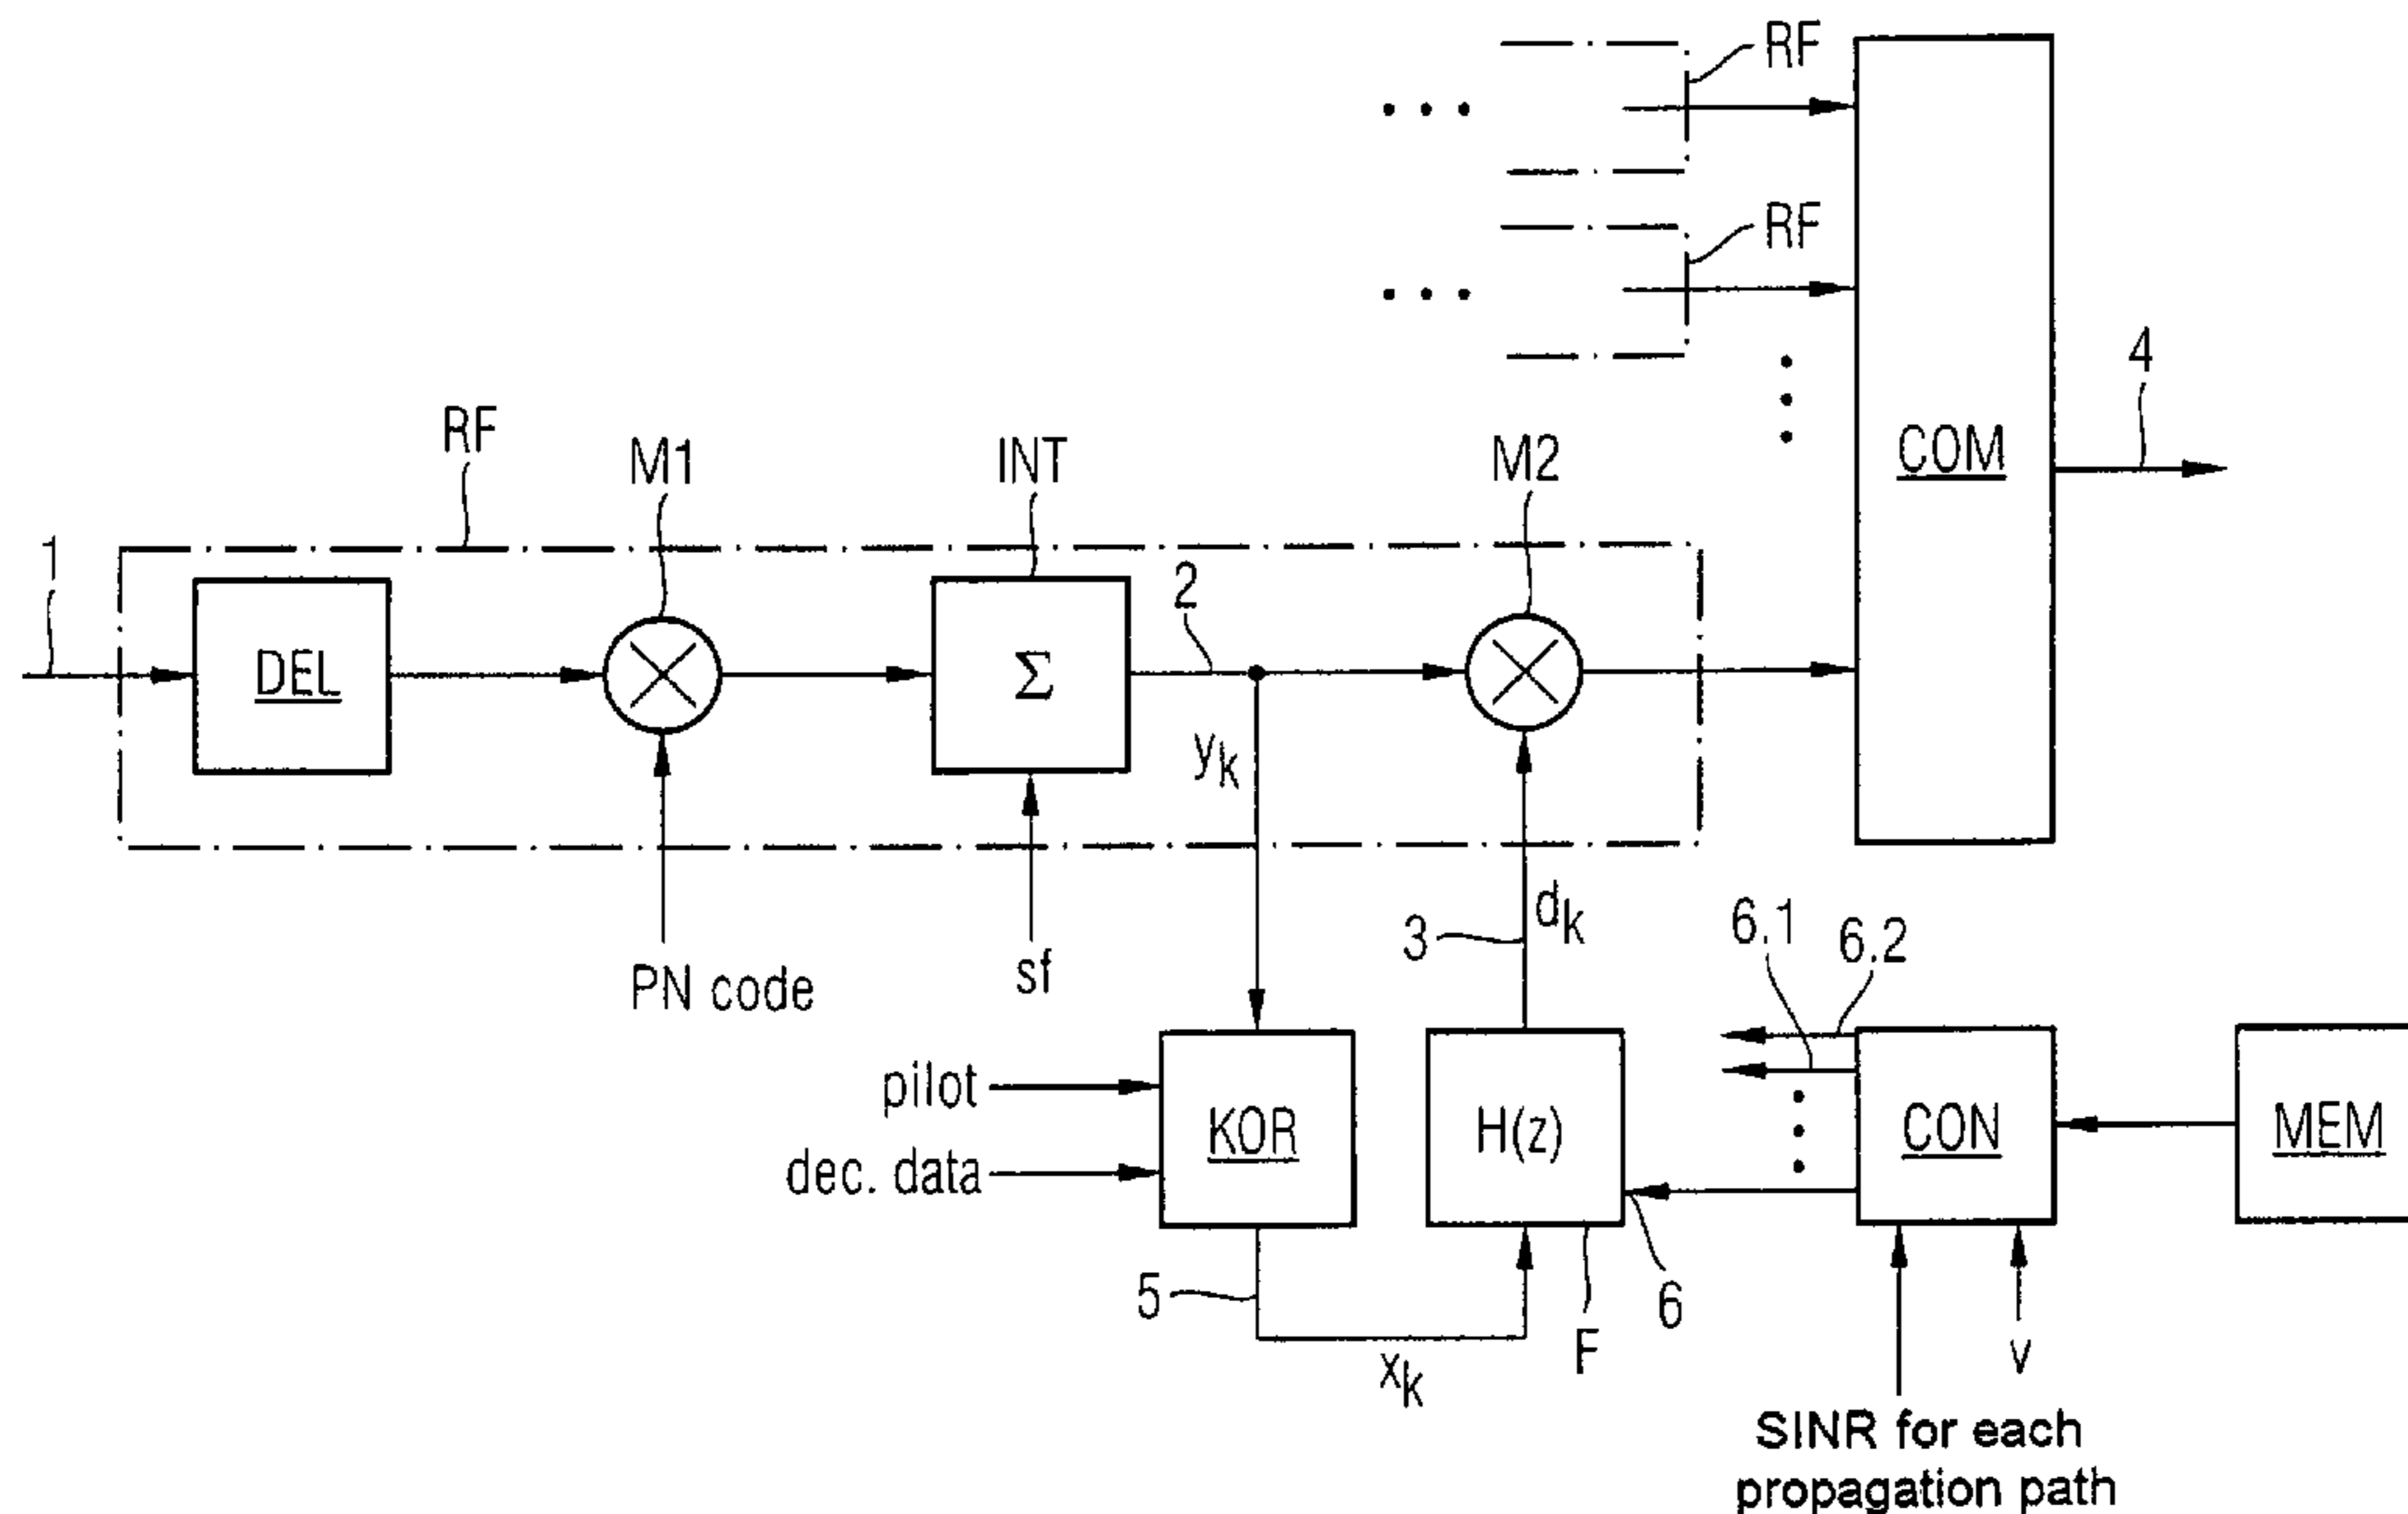 RF
RF
4
COM
RF
M1
INT
M2
1
2
DEL
Σ
yk
dk
3
6.1
6.2
PN code
sf
pilot
dec. data
KOR
H(z)
CON
MEM
5
6
xk
F
v
SINR for each
propagation path